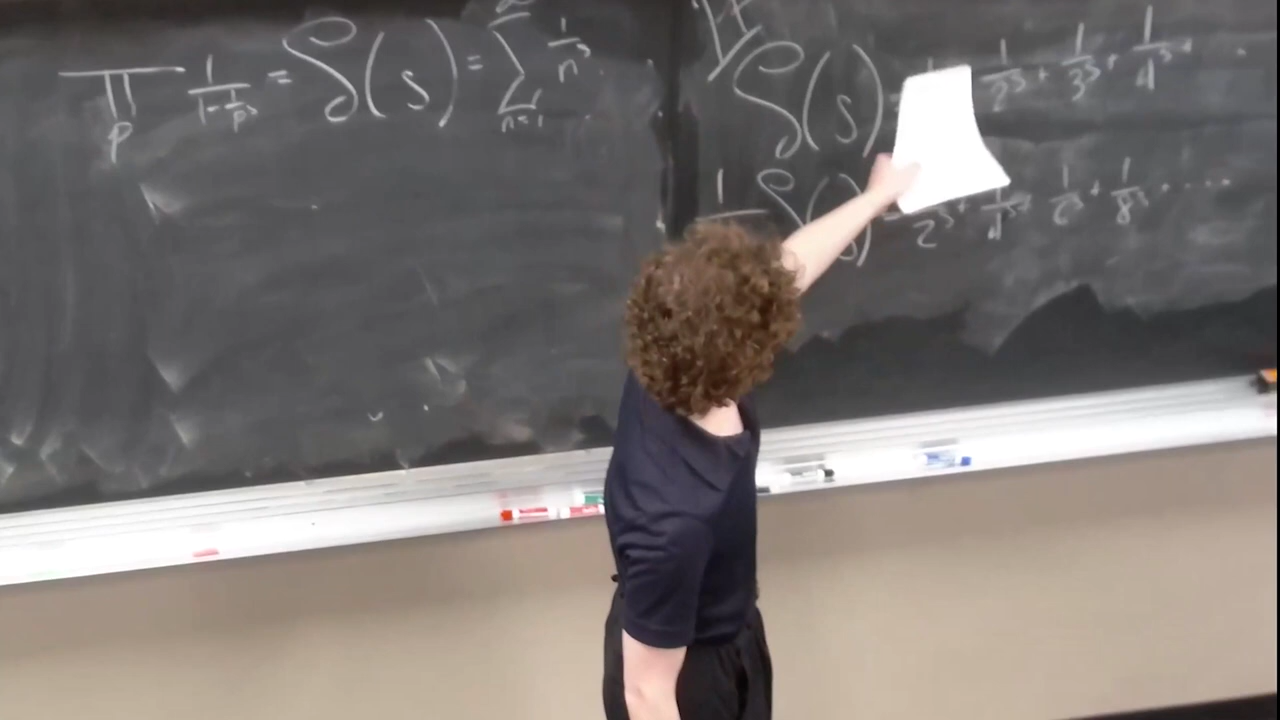 ∏_p 1/(1 - 1/p^s) = ζ(s) = ∑_{n=1}^∞ 1/n^s
Pf
ζ(s) = 1/2^s + 1/3^s + 1/4^s + ...
1/ ζ(s) 1/2^s + 1/4^s + 1/6^s + 1/8^s + ....